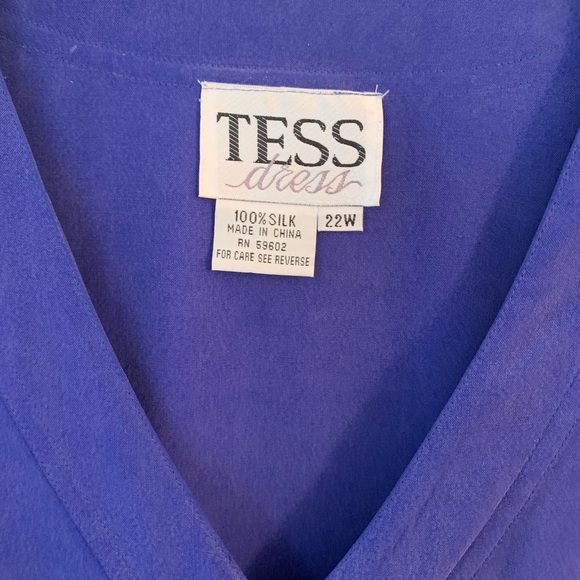 TESS
dress
100% SILK
MADE IN CHINA
RN 59602
FOR CARE SEE REVERSE
22W